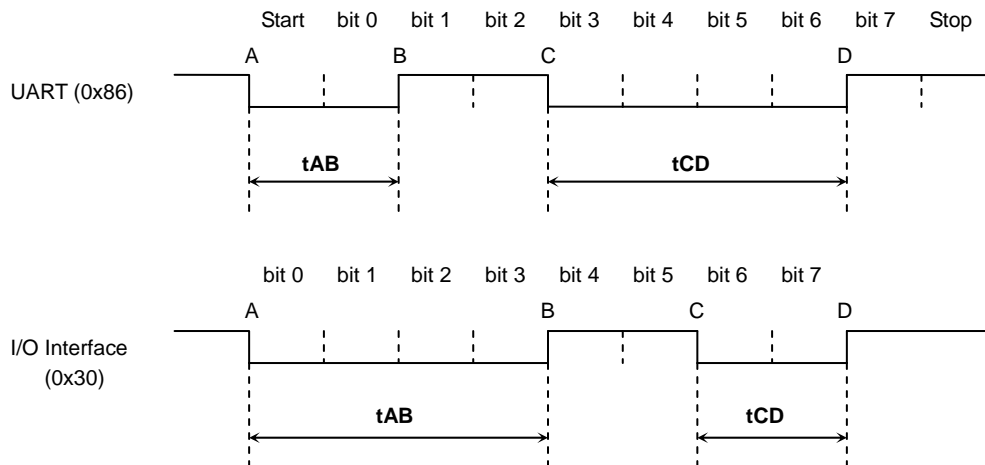 Start bit 0 bit 1 bit 2 bit 3 bit 4 bit 5 bit 6 bit 7 Stop
A B C D
UART (0x86)
tAB tCD
bit 0 bit 1 bit 2 bit 3 bit 4 bit 5 bit 6 bit 7
A B C D
I/O Interface
(0x30)
tAB tCD